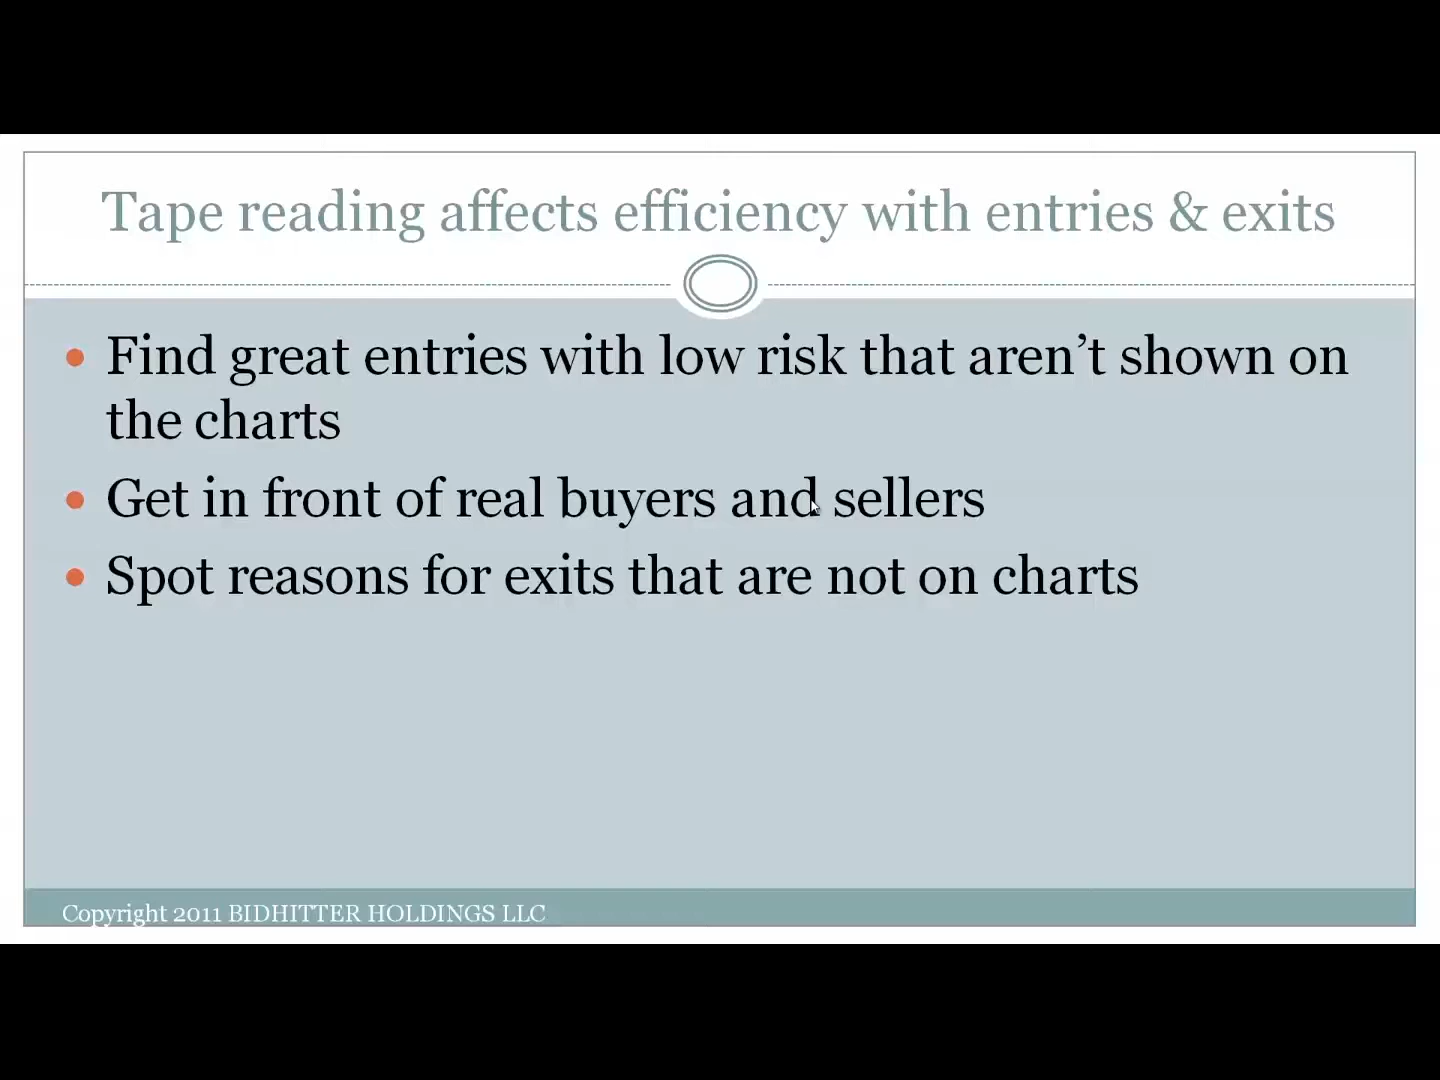 Tape reading affects efficiency with entries & exits
• Find great entries with low risk that aren’t shown on
the charts
• Get in front of real buyers and sellers
• Spot reasons for exits that are not on charts
Copyright 2011 BIDHITTER HOLDINGS LLC